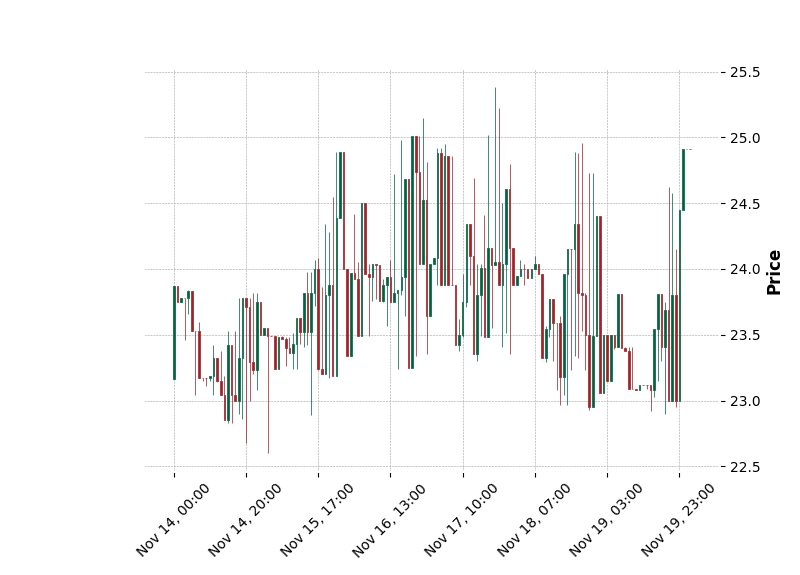 25.5
25.0
24.5
24.0
23.5
23.0
22.5
Price
Nov 14, 00:00
Nov 14, 20:00
Nov 15, 17:00
Nov 16, 13:00
Nov 17, 10:00
Nov 18, 07:00
Nov 19, 03:00
Nov 19, 23:00